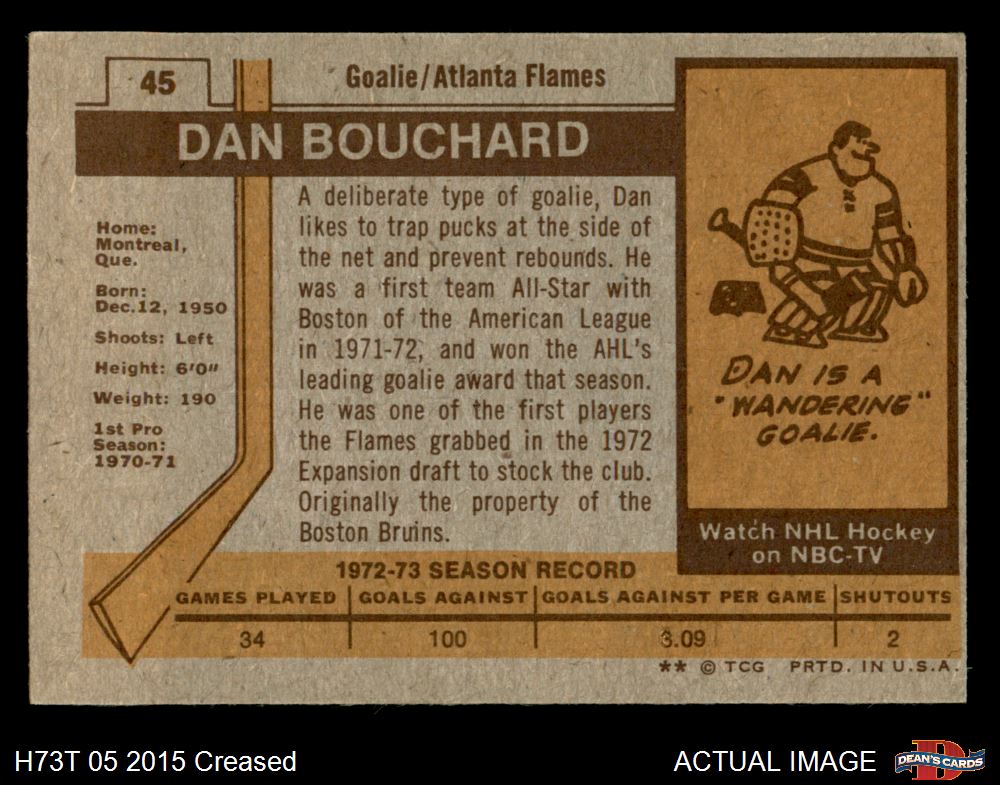 45
Goalie/Atlanta Flames
DAN BOUCHARD
Home:
Montreal,
Que.
Born:
Dec.12, 1950
Shoots: Left
Height: 6'0"
Weight: 190
1st Pro
Season:
1970-71
A deliberate type of goalie, Dan
likes to trap pucks at the side of
the net and prevent rebounds. He
was a first team All-Star with
Boston of the American League
in 1971-72, and won the AHL's
leading goalie award that season.
He was one of the first players
the Flames grabbed in the 1972
Expansion draft to stock the club.
Originally the property of the
Boston Bruins.
DAN IS A
"WANDERING"
GOALIE.
Watch NHL Hockey
on NBC-TV
1972-73 SEASON RECORD
GAMES PLAYED GOALS AGAINST GOALS AGAINST PER GAME SHUTOUTS
34 100 3.09 2
** © TCG PRTD. IN U.S.A.
H73T 05 2015 Creased
ACTUAL IMAGE
D
DEAN'S CARDS